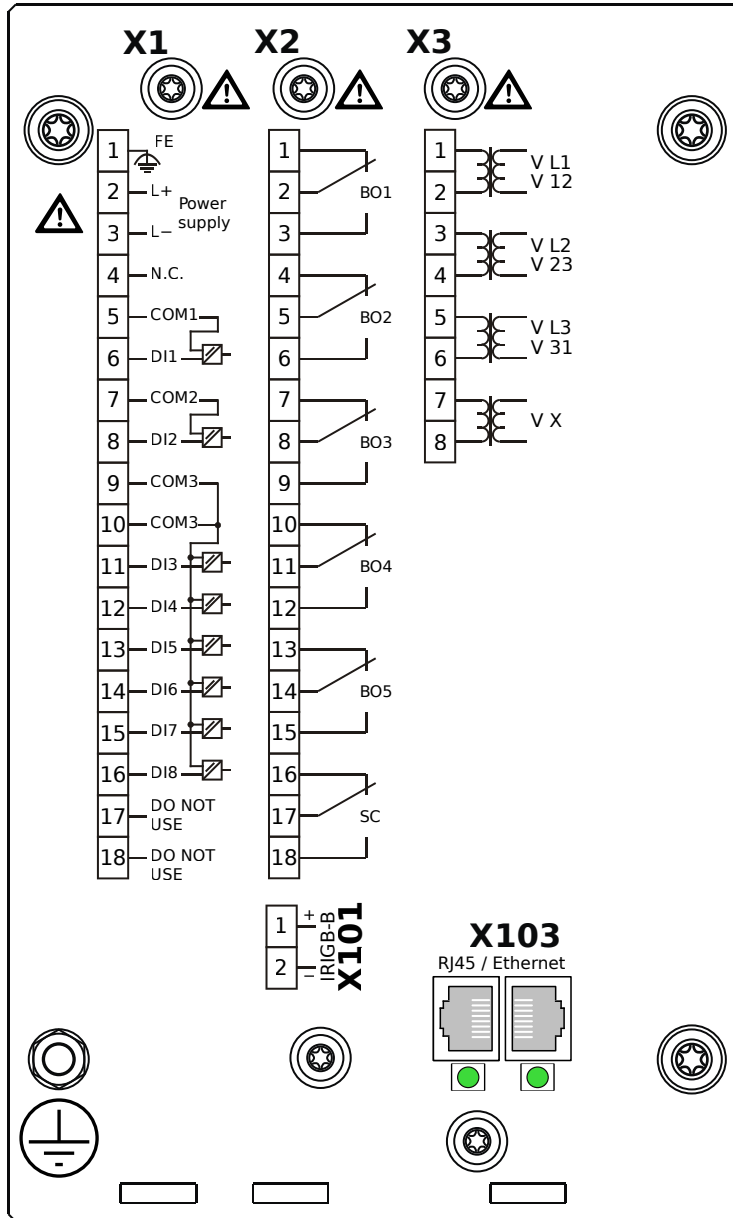 X1 X2 X3
1 FE
2 L+
3 L−
Power
supply
4 N.C.
5 COM1
6 DI1
7 COM2
8 DI2
9 COM3
10 COM3
11 DI3
12 DI4
13 DI5
14 DI6
15 DI7
16 DI8
17 DO NOT
USE
18 DO NOT
USE
1
2 BO1
3
4
5 BO2
6
7
8 BO3
9
10
11 BO4
12
13
14 BO5
15
16
17 SC
18
1 V L1
2 V 12
3 V L2
4 V 23
5 V L3
6 V 31
7 V X
8
1 +
2 −
IRIGB-B
X101
X103
RJ45 / Ethernet